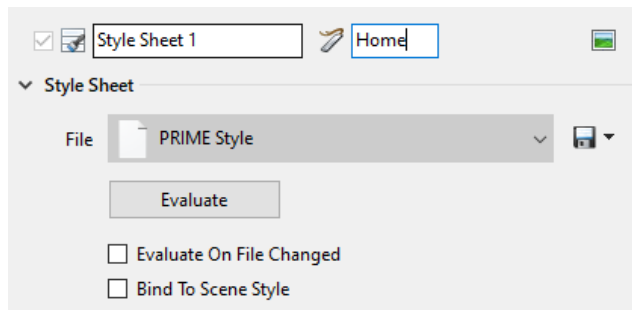 Style Sheet 1 Home
Style Sheet
File PRIME Style
Evaluate
Evaluate On File Changed
Bind To Scene Style